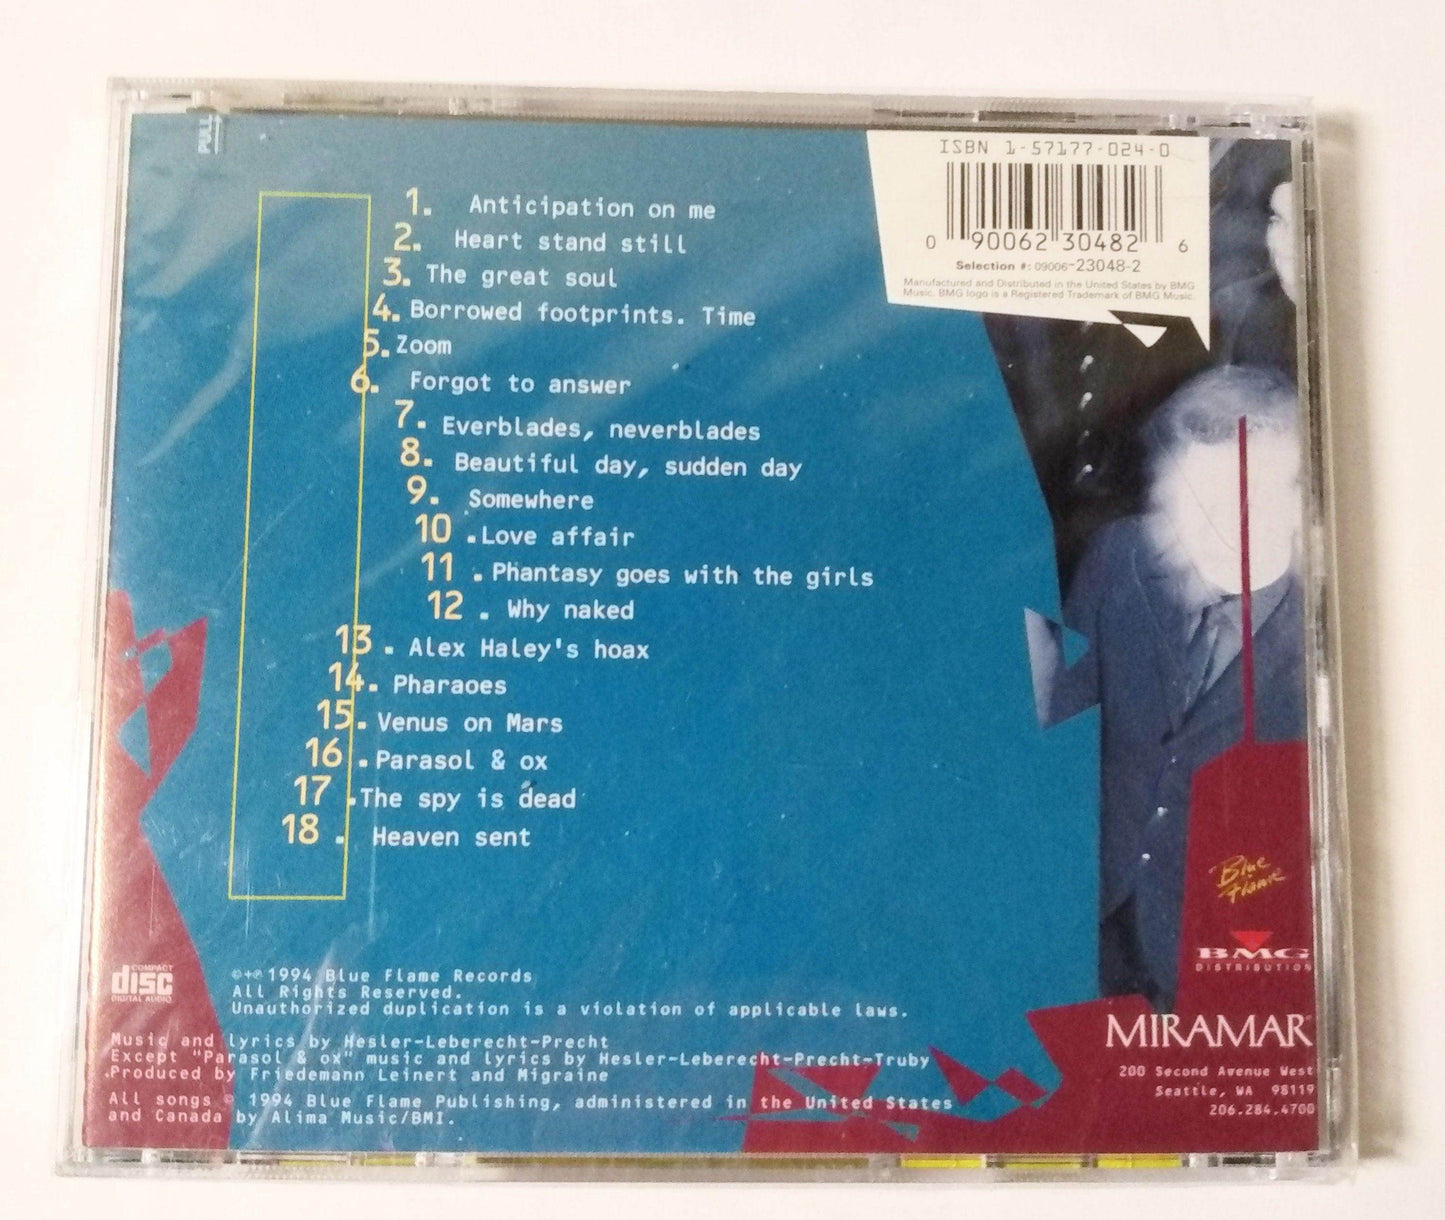 PULL
ISBN 1-57177-024-0
0 90062 30482 6
Selection #: 09006-23048-2
Manufactured and Distributed in the United States by BMG
Music. BMG logo is a Registered Trademark of BMG Music.
1. Anticipation on me
2. Heart stand still
3. The great soul
4. Borrowed footprints. Time
5. Zoom
6. Forgot to answer
7. Everblades, neverblades
8. Beautiful day, sudden day
9. Somewhere
10. Love affair
11. Phantasy goes with the girls
12. Why naked
13. Alex Haley's hoax
14. Pharaoes
15. Venus on Mars
16. Parasol & ox
17. The spy is dead
18. Heaven sent
Blue
Flame
BMG
DISTRIBUTION
COMPACT
disc
DIGITAL AUDIO
©+℗ 1994 Blue Flame Records
All Rights Reserved.
Unauthorized duplication is a violation of applicable laws.
Music and lyrics by Hesler-Leberecht-Precht
Except "Parasol & ox" music and lyrics by Hesler-Leberecht-Precht-Truby
Produced by Friedemann Leinert and Migraine
All songs © 1994 Blue Flame Publishing, administered in the United States
and Canada by Alima Music/BMI.
MIRAMAR
200 Second Avenue West
Seattle, WA 98119
206.284.4700